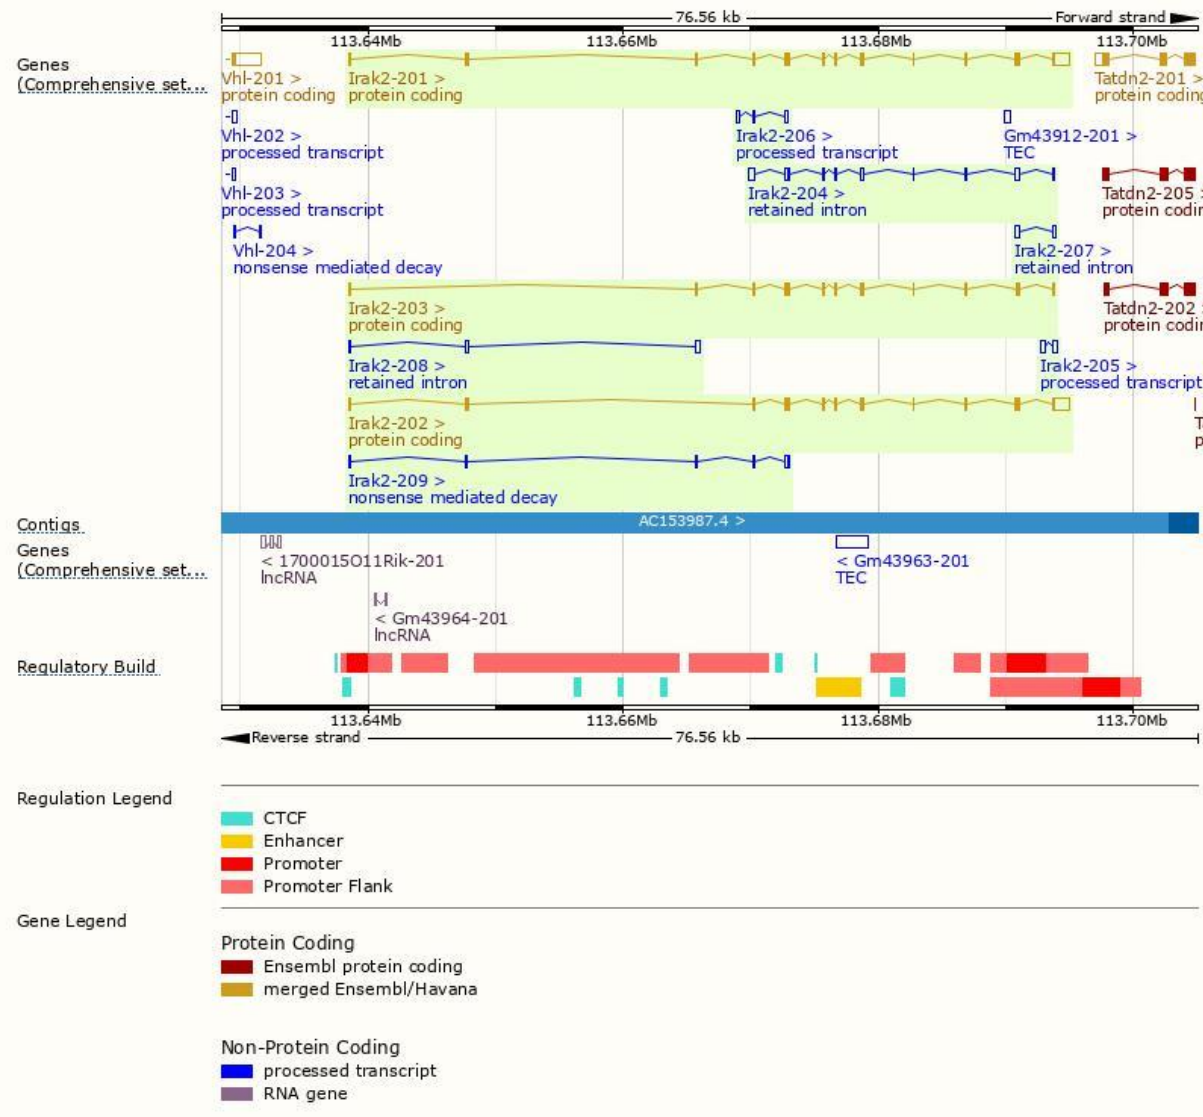 76.56 kb Forward strand
113.64Mb 113.66Mb 113.68Mb 113.70Mb
Genes
(Comprehensive set...
Vhl-201 > Irak2-201 > Tatdn2-201 >
protein coding protein coding protein coding
Vhl-202 > Irak2-206 > Gm43912-201 >
processed transcript processed transcript TEC
Vhl-203 > Irak2-204 > Tatdn2-205 >
processed transcript retained intron protein codin
Vhl-204 > Irak2-207 >
nonsense mediated decay retained intron
Irak2-203 > Tatdn2-202 >
protein coding protein codin
Irak2-208 > Irak2-205 >
retained intron processed transcript
Irak2-202 > T
protein coding p
Irak2-209 >
nonsense mediated decay
Contigs AC153987.4 >
Genes
(Comprehensive set...
< 1700015O11Rik-201 < Gm43963-201
lncRNA TEC
< Gm43964-201
lncRNA
Regulatory Build
113.64Mb 113.66Mb 113.68Mb 113.70Mb
Reverse strand 76.56 kb
Regulation Legend
CTCF
Enhancer
Promoter
Promoter Flank
Gene Legend
Protein Coding
Ensembl protein coding
merged Ensembl/Havana
Non-Protein Coding
processed transcript
RNA gene